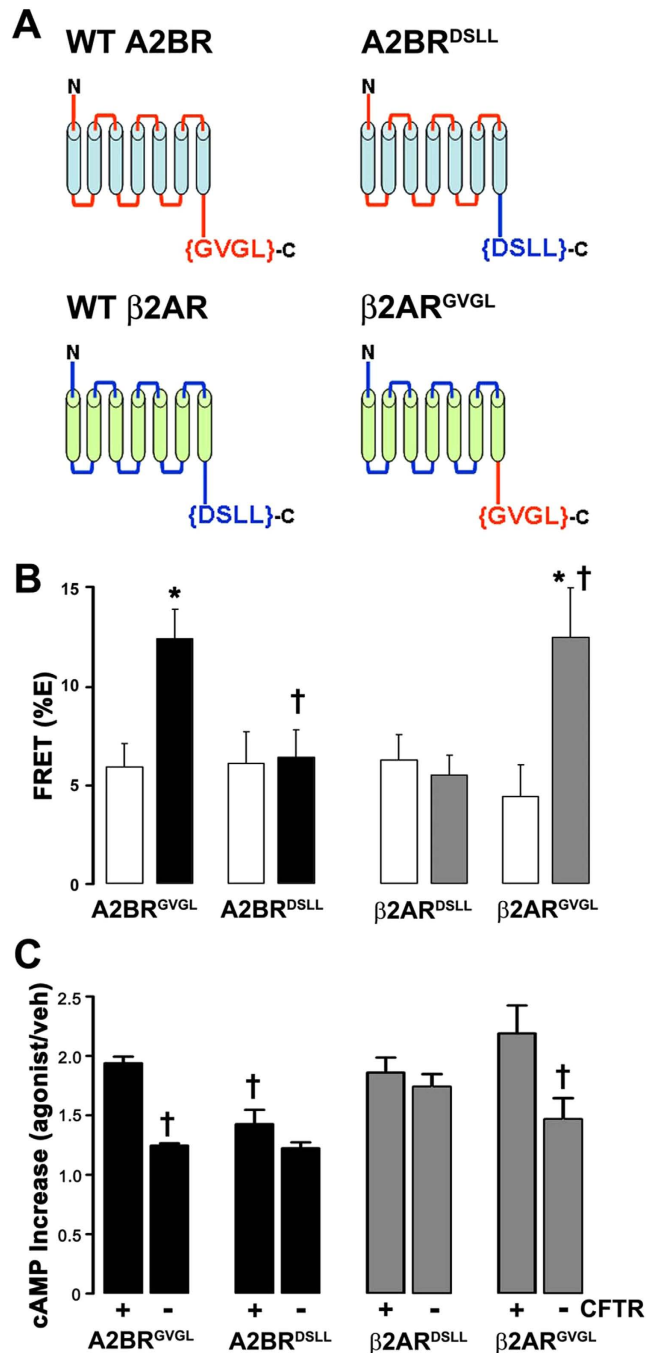 A
WT A2BR A2BR^DSLL
N N
{GVGL}-C {DSLL}-C
WT β2AR β2AR^GVGL
N N
{DSLL}-C {GVGL}-C
B
FRET (%E)
15
10
5
0
* † * †
A2BR^GVGL A2BR^DSLL β2AR^DSLL β2AR^GVGL
C
cAMP Increase (agonist/veh)
2.5
2.0
1.5
1.0
0.5
0
† † †
+ - + - + - + - CFTR
A2BR^GVGL A2BR^DSLL β2AR^DSLL β2AR^GVGL